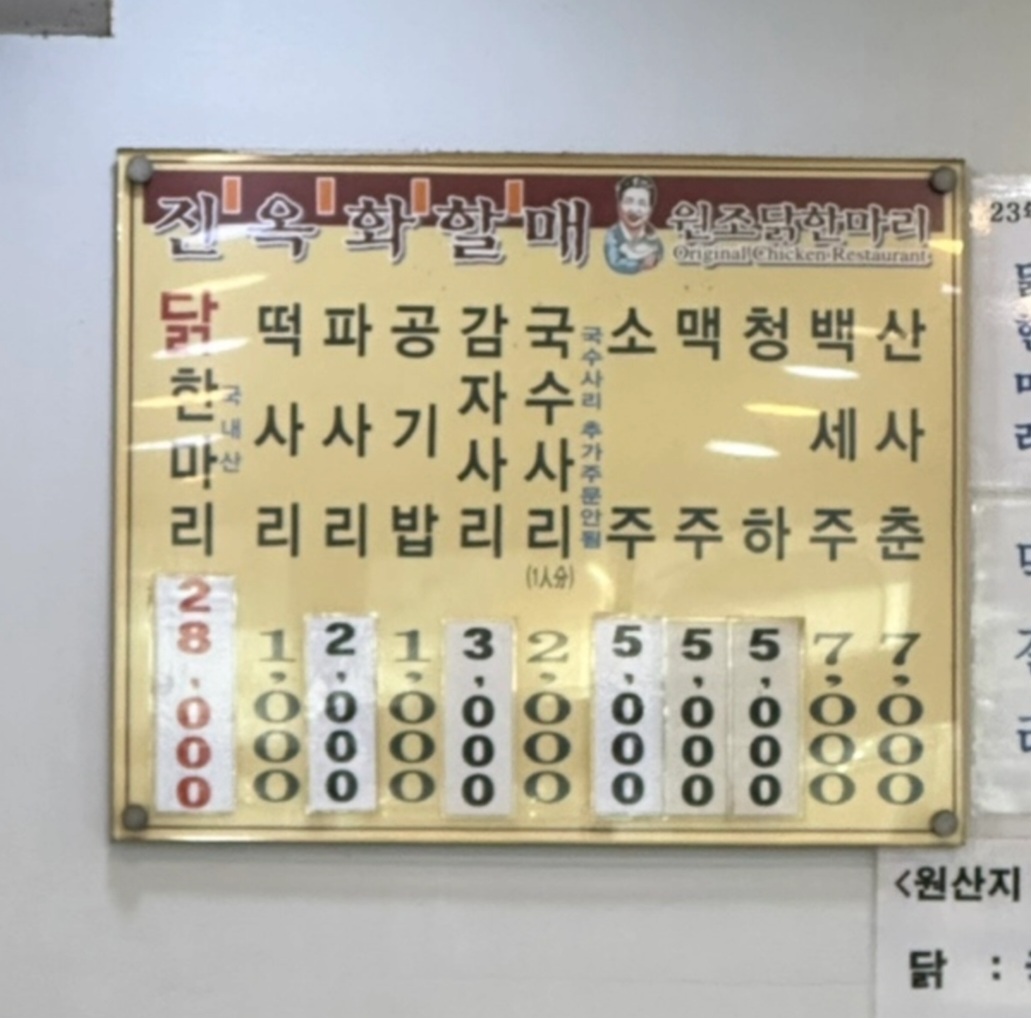 진옥화할매
원조닭한마리
Original Chicken Restaurant
닭한마리
국내산
28,000
떡사리
1,000
파사리
2,000
공기밥
1,000
감자사리
3,000
국수사리
(1人分)
2,000
국수사리 추가주문안됨
소주
5,000
맥주
5,000
청하
5,000
백세주
7,000
산사춘
7,000
<원산지
닭 :